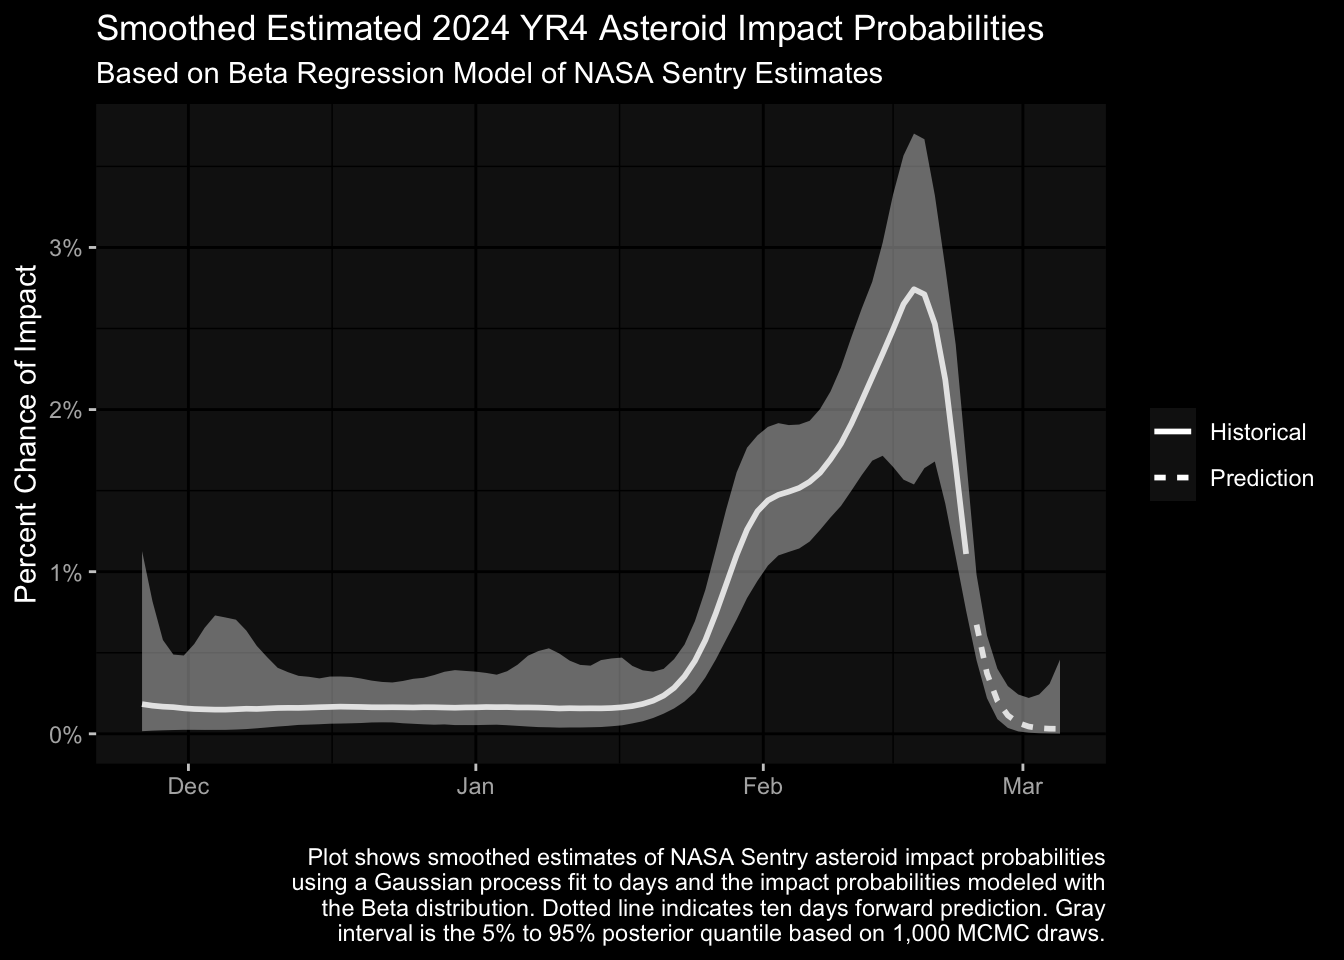 Smoothed Estimated 2024 YR4 Asteroid Impact Probabilities
Based on Beta Regression Model of NASA Sentry Estimates
Percent Chance of Impact
3%
2%
1%
0%
Dec
Jan
Feb
Mar
Historical
Prediction
Plot shows smoothed estimates of NASA Sentry asteroid impact probabilities
using a Gaussian process fit to days and the impact probabilities modeled with
the Beta distribution. Dotted line indicates ten days forward prediction. Gray
interval is the 5% to 95% posterior quantile based on 1,000 MCMC draws.